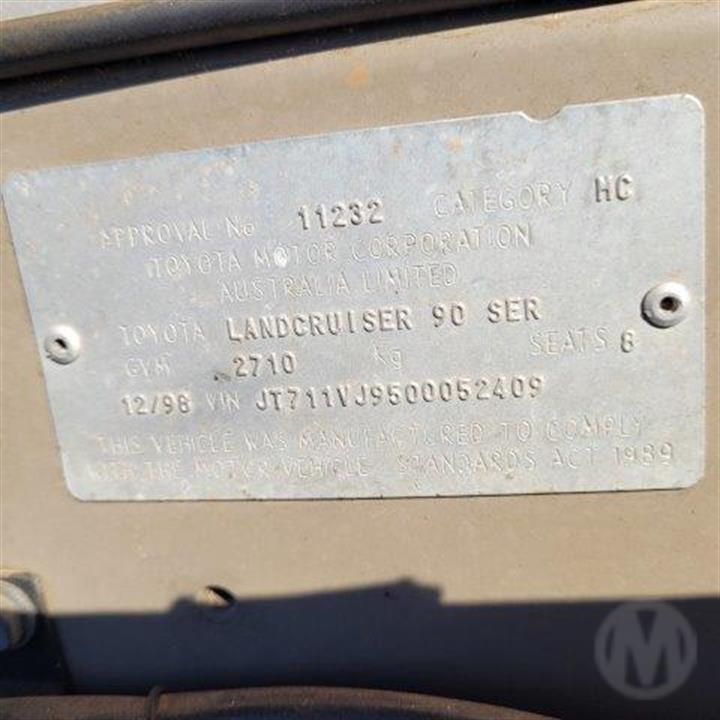 APPROVAL No 11232 CATEGORY HC
TOYOTA MOTOR CORPORATION
AUSTRALIA LIMITED
TOYOTA LANDCRUISER 90 SER
GVM 2710 kg SEATS 8
12/98 VIN JT711VJ9500052409
THIS VEHICLE WAS MANUFACTURED TO COMPLY
WITH THE MOTOR VEHICLE STANDARDS ACT 1989
M